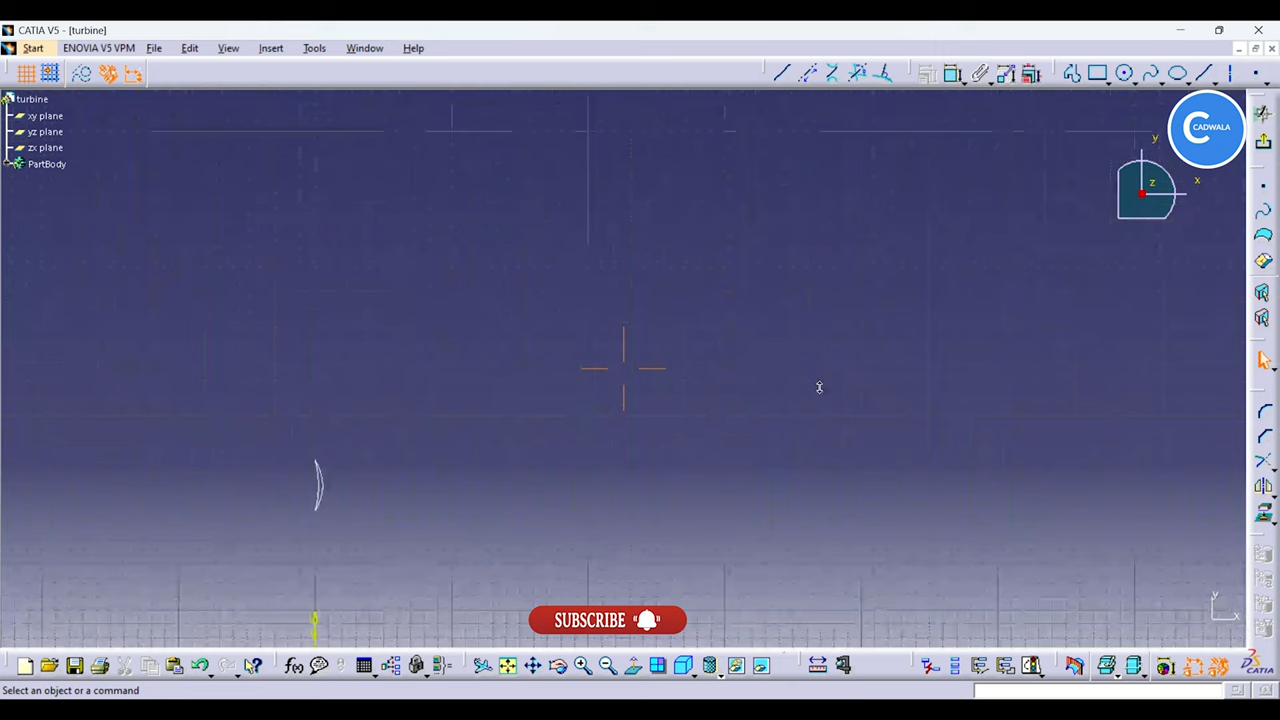 CATIA V5 - [turbine]
Start ENOVIA V5 VPM File Edit View Insert Tools Window Help
turbine
xy plane
yz plane
zx plane
PartBody
C CADWALA
y
z x
SUBSCRIBE
y
x
f(x)
CATIA
Select an object or a command